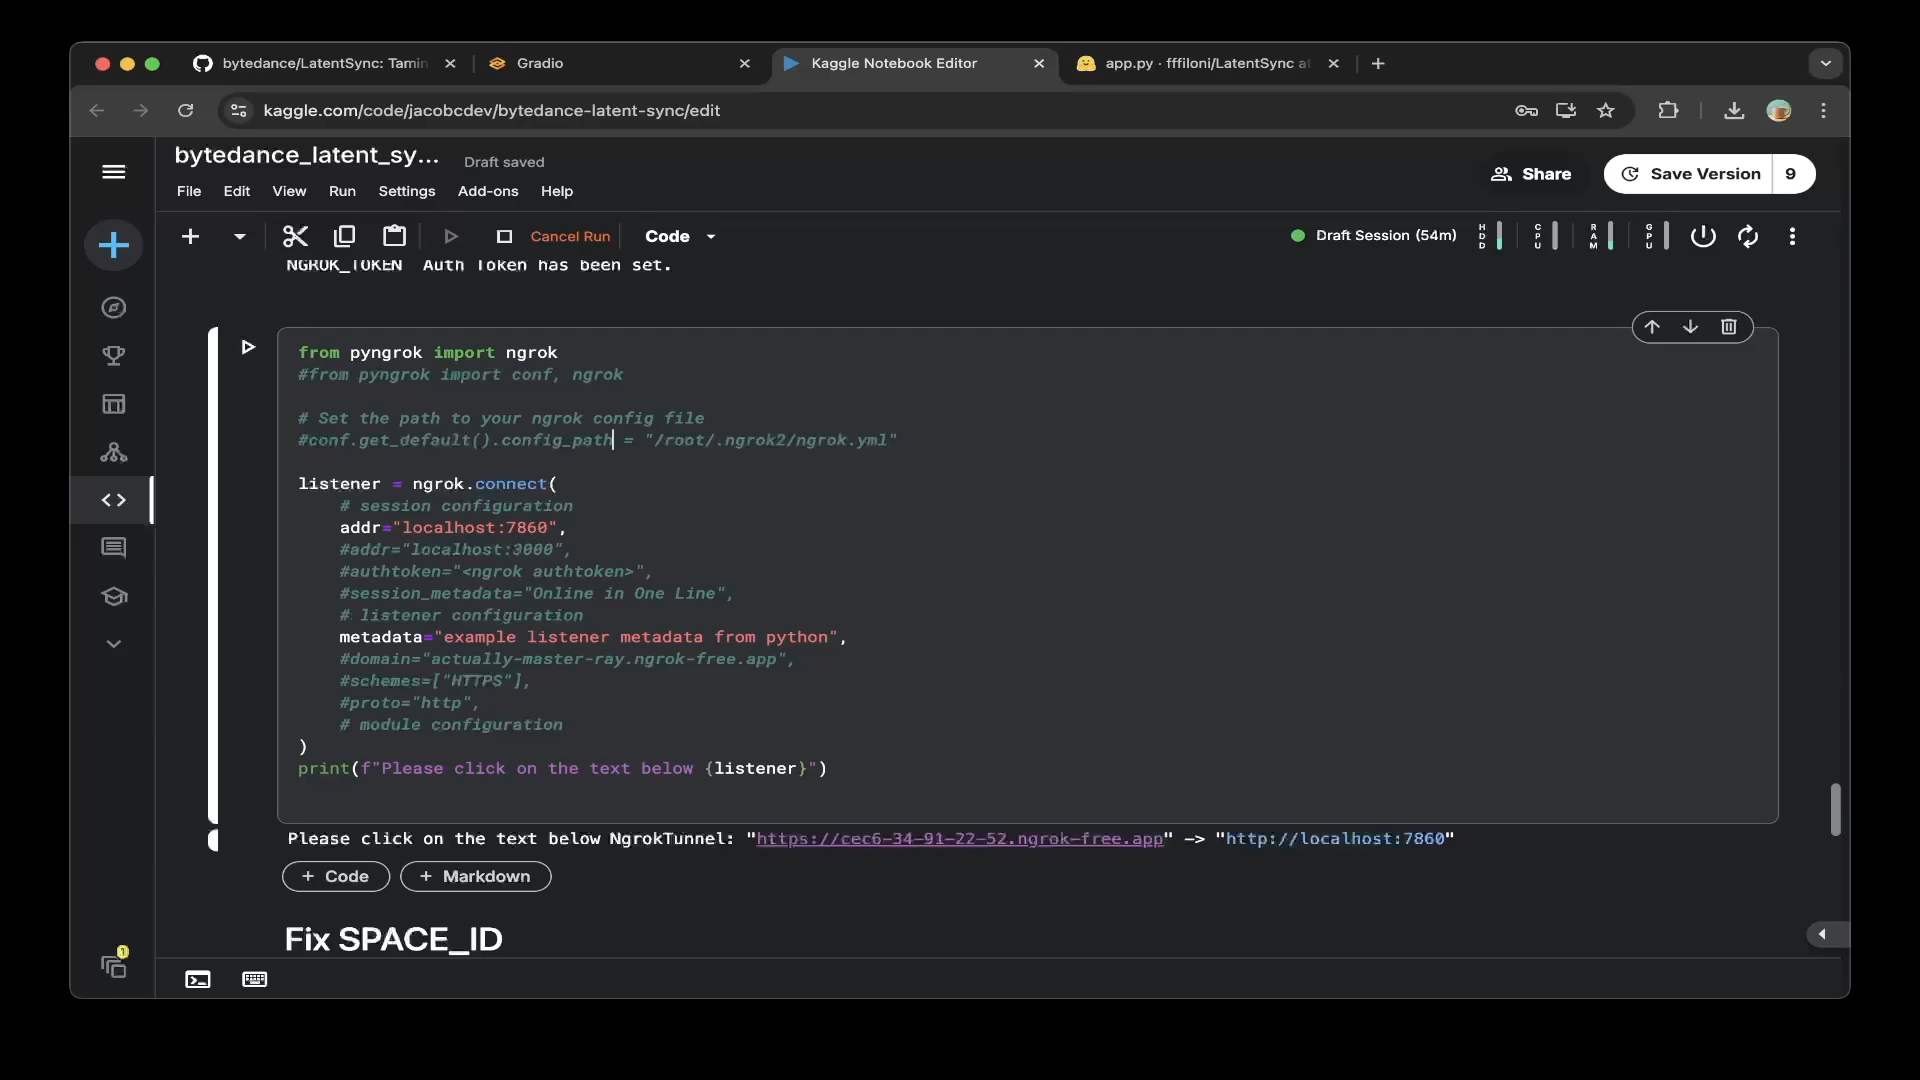 bytedance/LatentSync: Tamin
Gradio
Kaggle Notebook Editor
app.py · fffiloni/LatentSync at
kaggle.com/code/jacobcdev/bytedance-latent-sync/edit
bytedance_latent_sy...
Draft saved
Share
Save Version
9
File
Edit
View
Run
Settings
Add-ons
Help
Cancel Run
Code
Draft Session (54m)
HDD
CPU
RAM
GPU
NGROK_TOKEN  Auth Token has been set.
from pyngrok import ngrok
#from pyngrok import conf, ngrok
# Set the path to your ngrok config file
#conf.get_default().config_path = "/root/.ngrok2/ngrok.yml"
listener = ngrok.connect(
# session configuration
addr="localhost:7860",
#addr="localhost:3000",
#authtoken="<ngrok authtoken>",
#session_metadata="Online in One Line",
# listener configuration
metadata="example listener metadata from python",
#domain="actually-master-ray.ngrok-free.app",
#schemes=["HTTPS"],
#proto="http",
# module configuration
)
print(f"Please click on the text below {listener}")
Please click on the text below NgrokTunnel: "https://cec6-34-91-22-52.ngrok-free.app" -> "http://localhost:7860"
+ Code
+ Markdown
Fix SPACE_ID
1